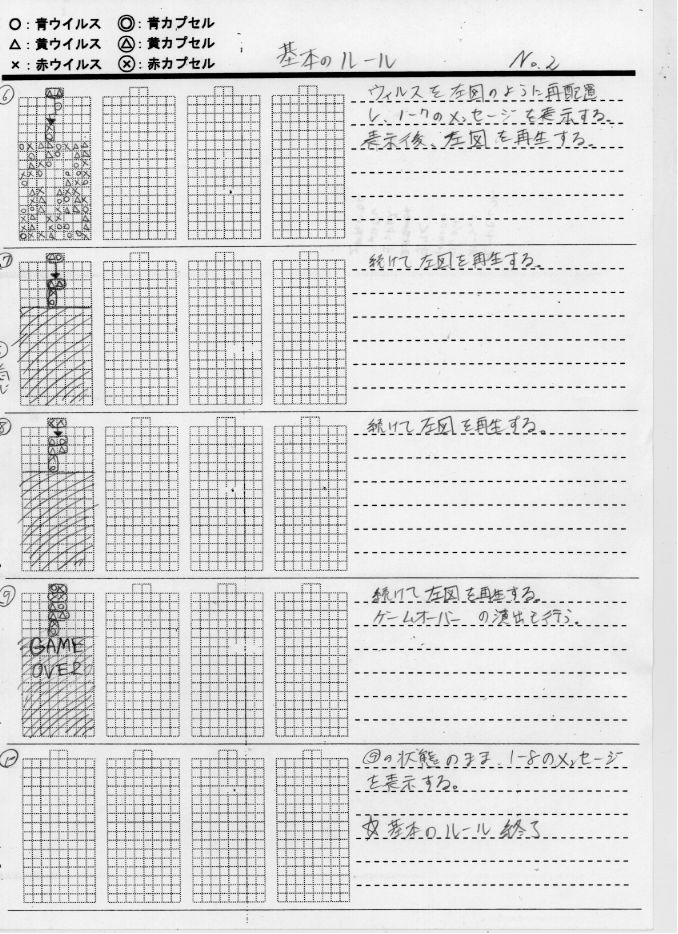 ○：青ウイルス ◎：青カプセル
△：黄ウイルス △：黄カプセル
×：赤ウイルス ⊗：赤カプセル
基本のルール No.2
⑥
ウィルスを左図のように再配置
し、1-7のメッセージを表示する。
表示後、左図を再生する。
⑦
続けて左図を再生する。
⑧
続けて左図を再生する。
⑨
続けて左図を再生する。
ゲームオーバーの演出を行う。
GAME
OVER
⑩
⑨の状態のまま、1-8のメッセージ
を表示する。
☆基本のルール 終了